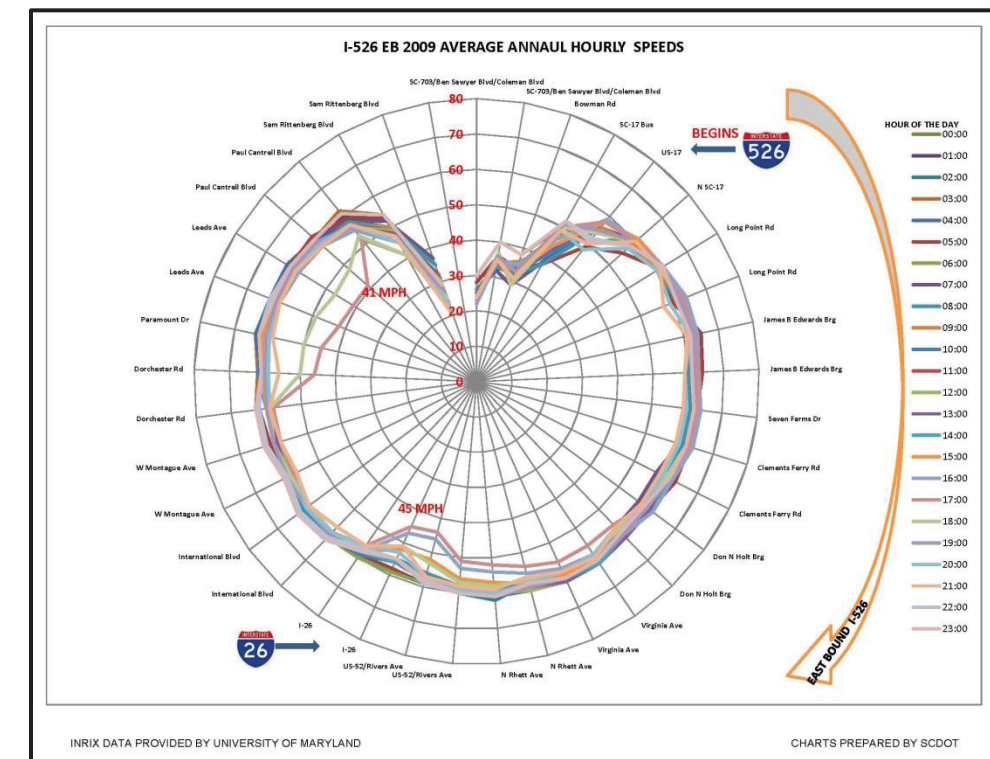 I-526 EB 2009 AVERAGE ANNAUL HOURLY SPEEDS
SC-703/Ben Sawyer Blvd/Coleman Blvd
SC-703/Ben Sawyer Blvd/Coleman Blvd
Bowman Rd
SC-17 Bus
US-17
N SC-17
Long Point Rd
Long Point Rd
James B Edwards Brg
James B Edwards Brg
Seven Farms Dr
Clements Ferry Rd
Clements Ferry Rd
Don N Holt Brg
Don N Holt Brg
Virginia Ave
Virginia Ave
N Rhett Ave
N Rhett Ave
US-52/Rivers Ave
US-52/Rivers Ave
I-26
I-26
International Blvd
International Blvd
W Montague Ave
W Montague Ave
Dorchester Rd
Dorchester Rd
Paramount Dr
Leeds Ave
Leeds Ave
Paul Cantrell Blvd
Paul Cantrell Blvd
Sam Rittenberg Blvd
Sam Rittenberg Blvd
80
70
60
50
40
30
20
10
0
41 MPH
45 MPH
BEGINS
INTERSTATE
526
INTERSTATE
26
EAST BOUND I-526
HOUR OF THE DAY
00:00
01:00
02:00
03:00
04:00
05:00
06:00
07:00
08:00
09:00
10:00
11:00
12:00
13:00
14:00
15:00
16:00
17:00
18:00
19:00
20:00
21:00
22:00
23:00
INRIX DATA PROVIDED BY UNIVERSITY OF MARYLAND
CHARTS PREPARED BY SCDOT